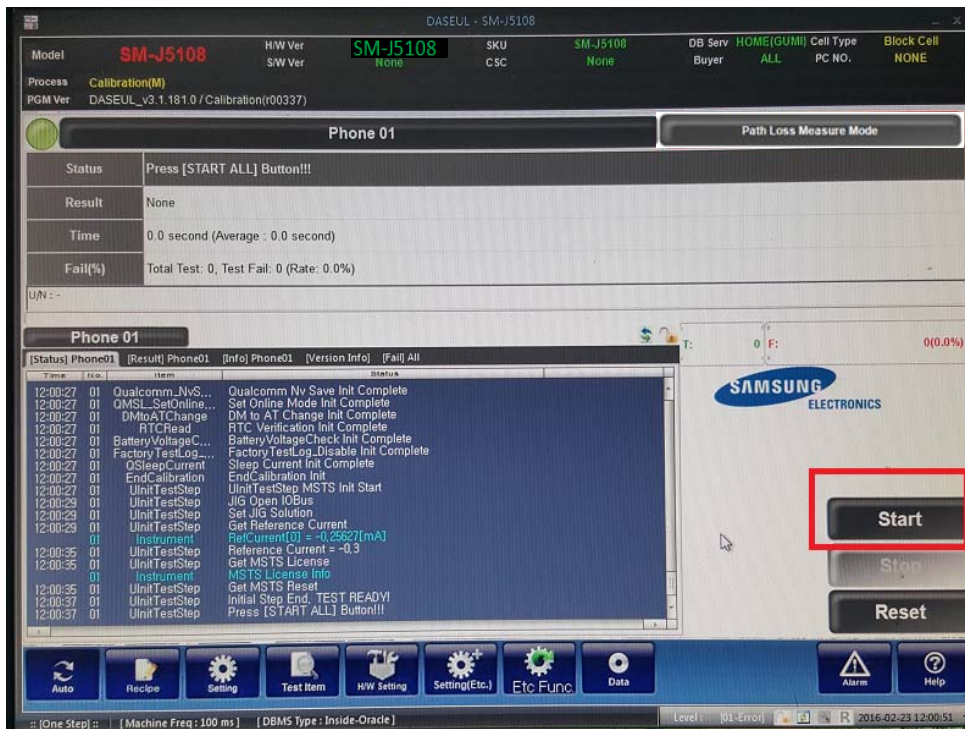 DASEUL - SM-J5108
Model SM-J5108 H/W Ver SM-J5108 SKU SM-J5108 DB Serv HOME(GUMI) Cell Type Block Cell
S/W Ver None CSC None Buyer ALL PC NO. NONE
Process Calibration(M)
PGM Ver DASEUL_v3.1.181.0 / Calibration(r00337)
Phone 01 Path Loss Measure Mode
Status Press [START ALL] Button!!!
Result None
Time 0.0 second (Average : 0.0 second)
Fail(%) Total Test: 0, Test Fail: 0 (Rate: 0.0%)
U/N : -
Phone 01
T: 0 F: 0(0.0%)
[Status] Phone01 [Result] Phone01 [Info] Phone01 [Version Info] [Fail] All
Time No. Item Status
12:00:27 01 Qualcomm_NvS... Qualcomm Nv Save Init Complete
12:00:27 01 QMSL_SetOnline... Set Online Mode Init Complete
12:00:27 01 DMtoATChange DM to AT Change Init Complete
12:00:27 01 RTCRead RTC Verification Init Complete
12:00:27 01 BatteryVoltageC... BatteryVoltageCheck Init Complete
12:00:27 01 FactoryTestLog_... FactoryTestLog_Disable Init Complete
12:00:27 01 QSleepCurrent Sleep Current Init Complete
12:00:27 01 EndCalibration EndCalibration Init
12:00:27 01 UInitTestStep UInitTestStep MSTS Init Start
12:00:29 01 UInitTestStep JIG Open IOBus
12:00:29 01 UInitTestStep Set JIG Solution
12:00:29 01 UInitTestStep Get Reference Current
01 Instrument RefCurrent[0] = -0,25627[mA]
12:00:35 01 UInitTestStep Reference Current = -0,3
12:00:35 01 UInitTestStep Get MSTS License
01 Instrument MSTS License Info
12:00:35 01 UInitTestStep Get MSTS Reset
12:00:37 01 UInitTestStep Initial Step End, TEST READY!
12:00:37 01 UInitTestStep Press [START ALL] Button!!!
SAMSUNG
ELECTRONICS
Start
Stop
Reset
Auto Recipe Setting Test Item H/W Setting Setting(Etc.) Etc Func. Data Alarm Help
:: [One Step] :: [Machine Freq : 100 ms] [DBMS Type : Inside-Oracle] Level : [01-Error] R 2016-02-23 12:00:51